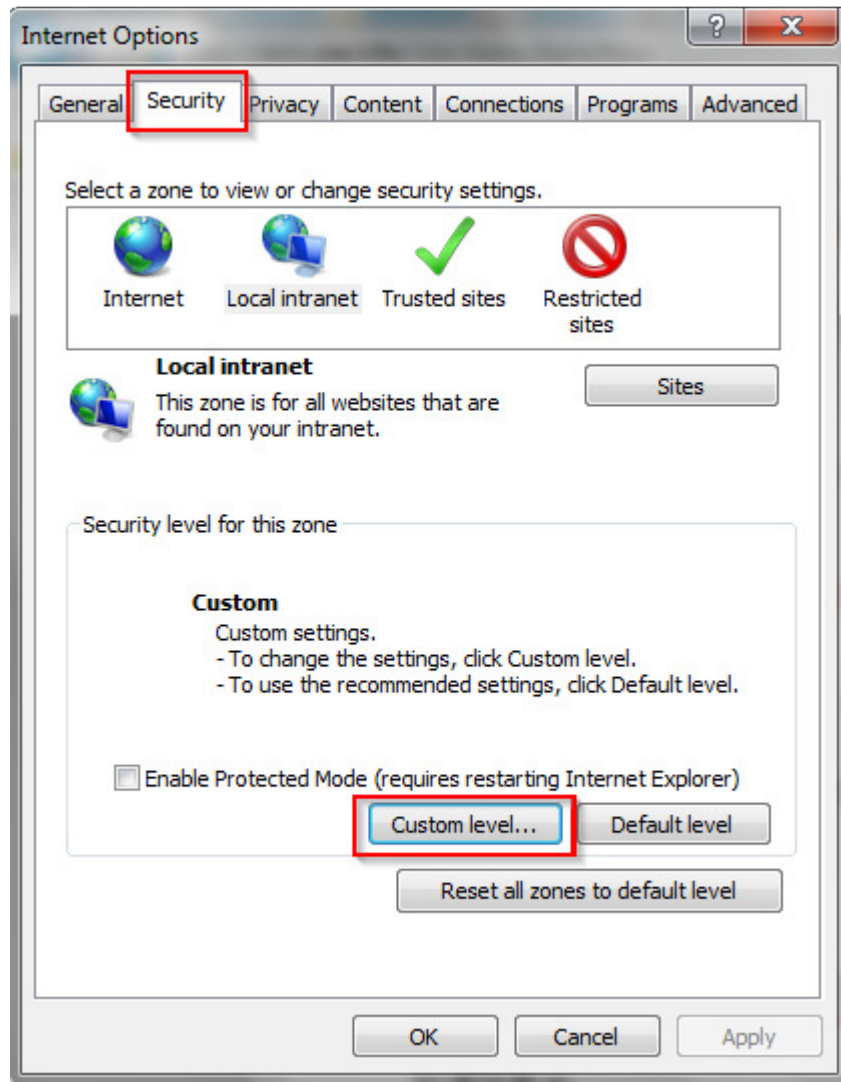 Internet Options
?
X
General Security Privacy Content Connections Programs Advanced
Select a zone to view or change security settings.
Internet Local intranet Trusted sites Restricted
sites
Local intranet
Sites
This zone is for all websites that are
found on your intranet.
Security level for this zone
Custom
Custom settings.
- To change the settings, click Custom level.
- To use the recommended settings, click Default level.
Enable Protected Mode (requires restarting Internet Explorer)
Custom level... Default level
Reset all zones to default level
OK Cancel Apply